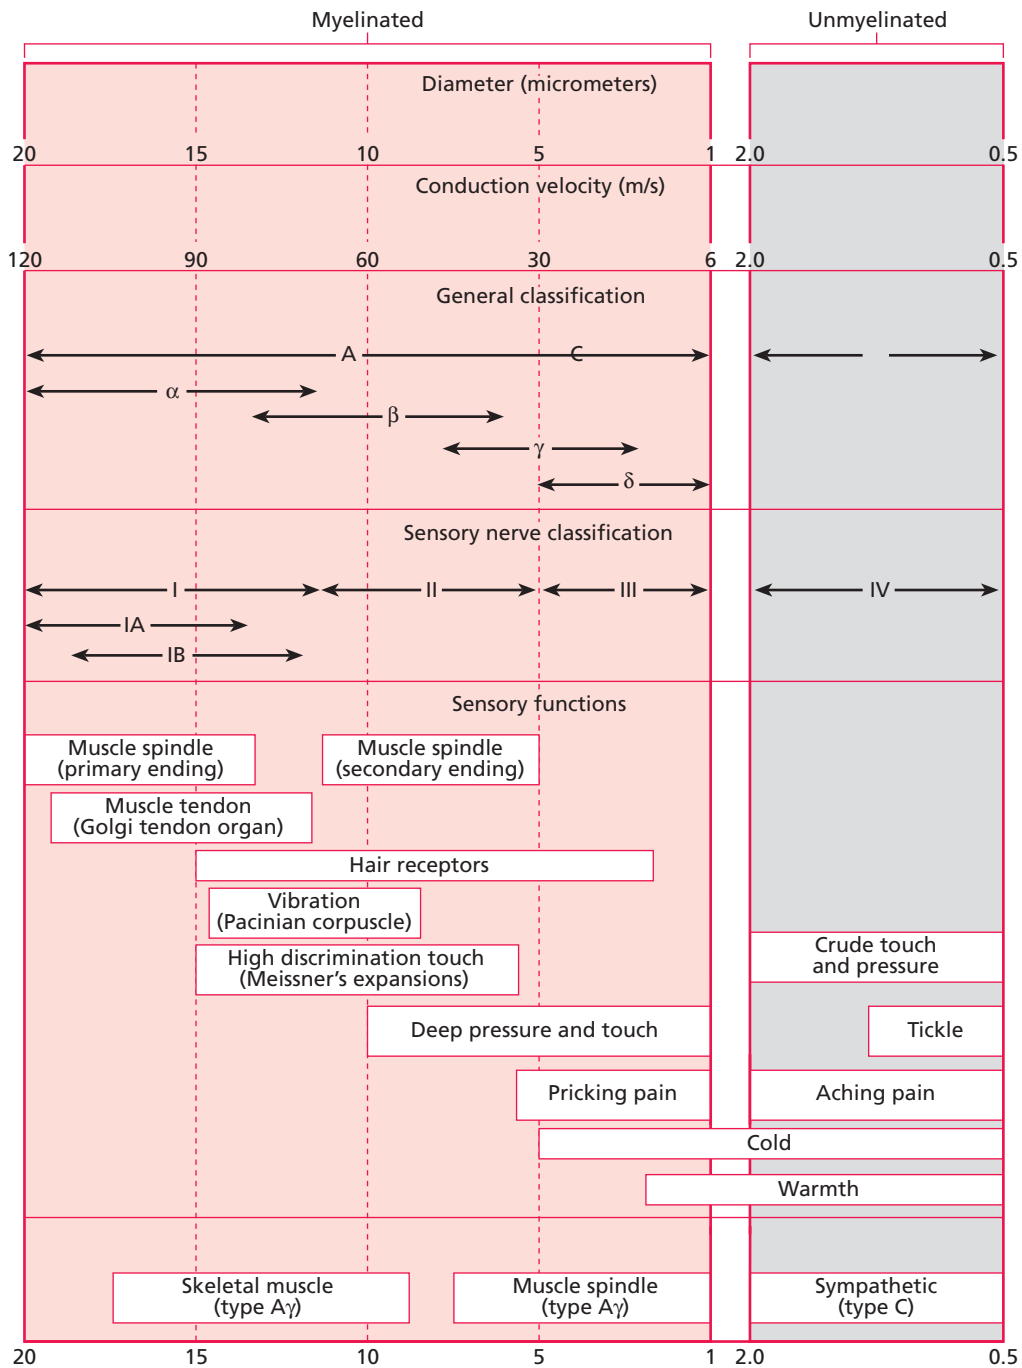 Myelinated Unmyelinated
Diameter (micrometers)
20 15 10 5 1 2.0 0.5
Conduction velocity (m/s)
120 90 60 30 6 2.0 0.5
General classification
A C
α
β
γ
δ
Sensory nerve classification
I II III IV
IA
IB
Sensory functions
Muscle spindle
(primary ending)
Muscle spindle
(secondary ending)
Muscle tendon
(Golgi tendon organ)
Hair receptors
Vibration
(Pacinian corpuscle)
High discrimination touch
(Meissner's expansions)
Crude touch
and pressure
Deep pressure and touch
Tickle
Pricking pain
Aching pain
Cold
Warmth
Skeletal muscle
(type Aγ)
Muscle spindle
(type Aγ)
Sympathetic
(type C)
20 15 10 5 1 2.0 0.5